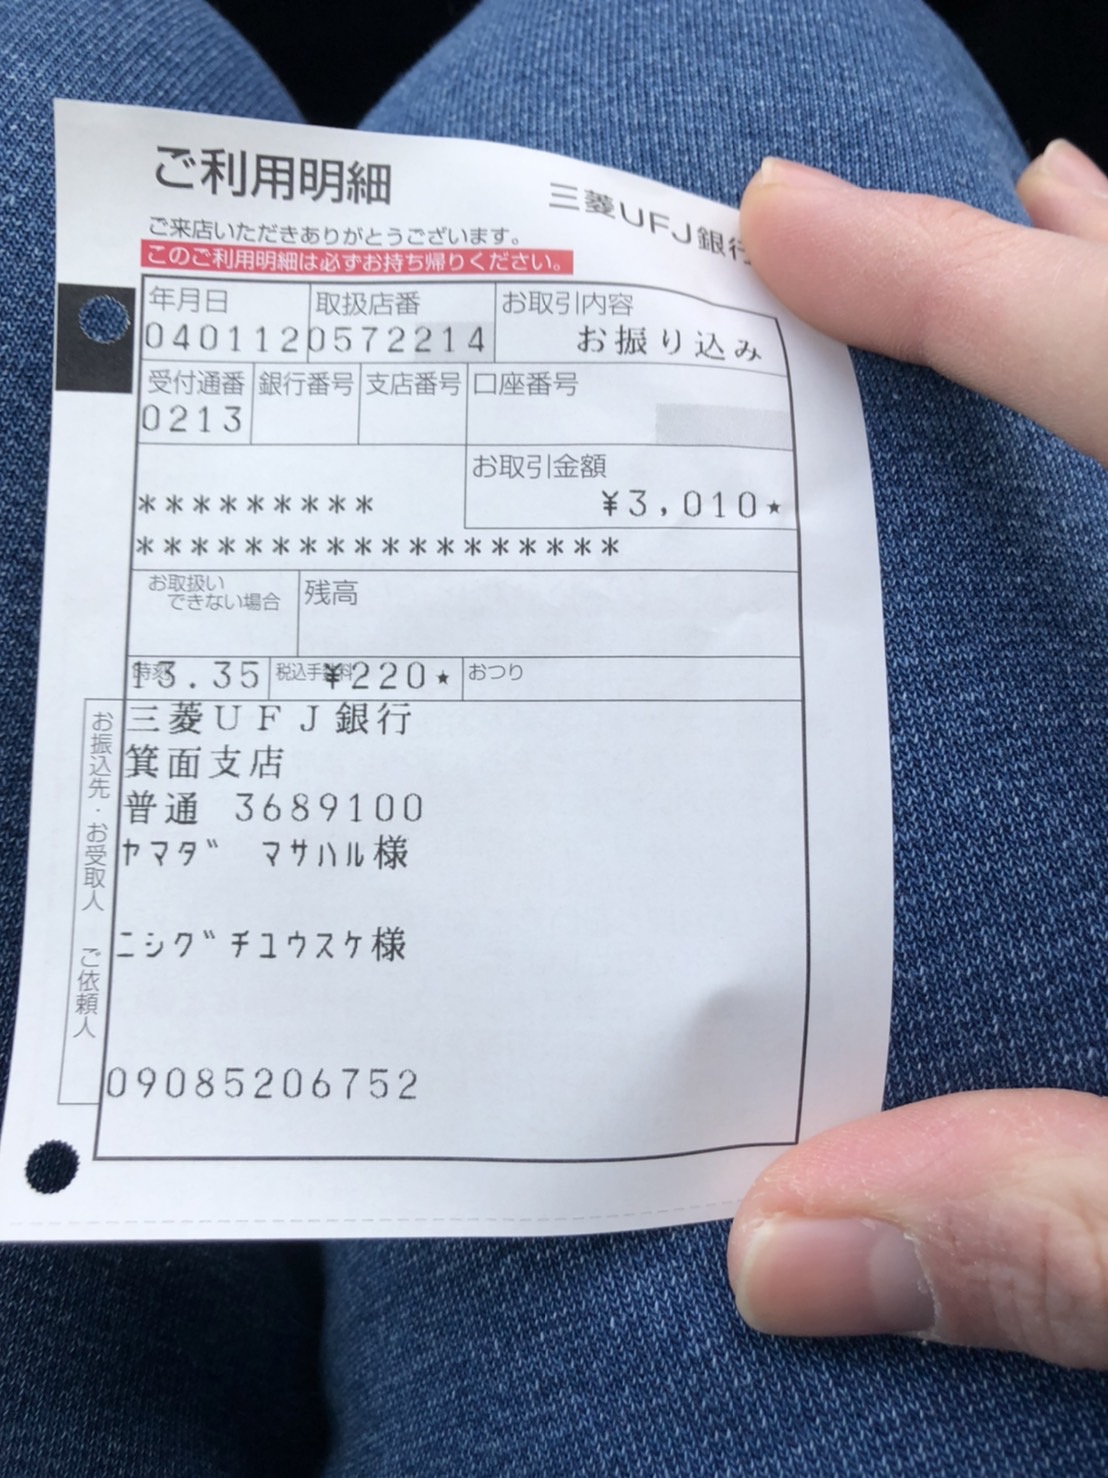 ご利用明細
三菱UFJ銀行
ご来店いただきありがとうございます。
このご利用明細は必ずお持ち帰りください。
年月日 取扱店番 お取引内容
040112 0572214 お振り込み
受付通番 銀行番号 支店番号 口座番号
0213
お取引金額
¥3,010★
*********
******************
お取扱い
できない場合
残高
時刻 税込手数料 おつり
13.35 ¥220★
お振込先・お受取人 ご依頼人
三菱UFJ銀行
箕面支店
普通 3689100
ヤマダ マサハル様
ニシグチユウスケ様
09085206752